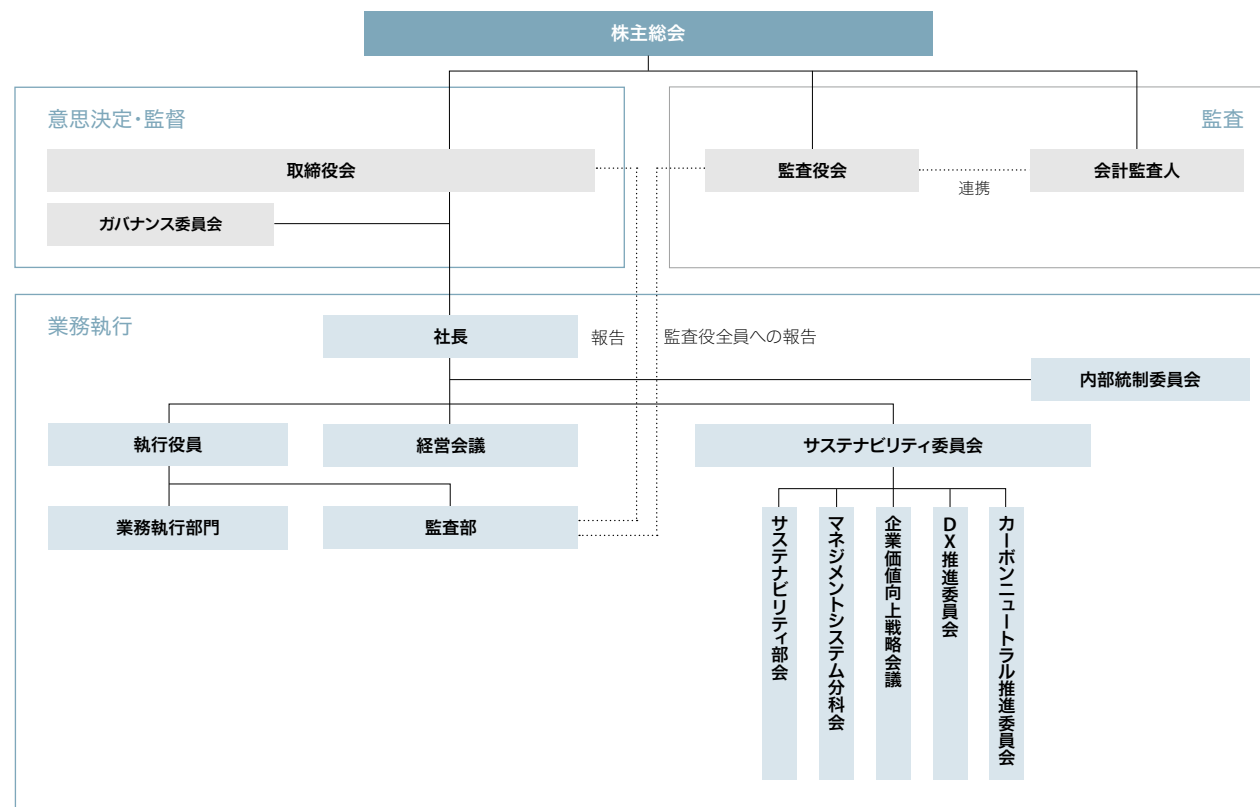 株主総会
意思決定・監督
監査
取締役会
監査役会
連携
会計監査人
ガバナンス委員会
業務執行
社長
報告
監査役全員への報告
内部統制委員会
執行役員
経営会議
サステナビリティ委員会
業務執行部門
監査部
サステナビリティ部会
マネジメントシステム分科会
企業価値向上戦略会議
DX推進委員会
カーボンニュートラル推進委員会